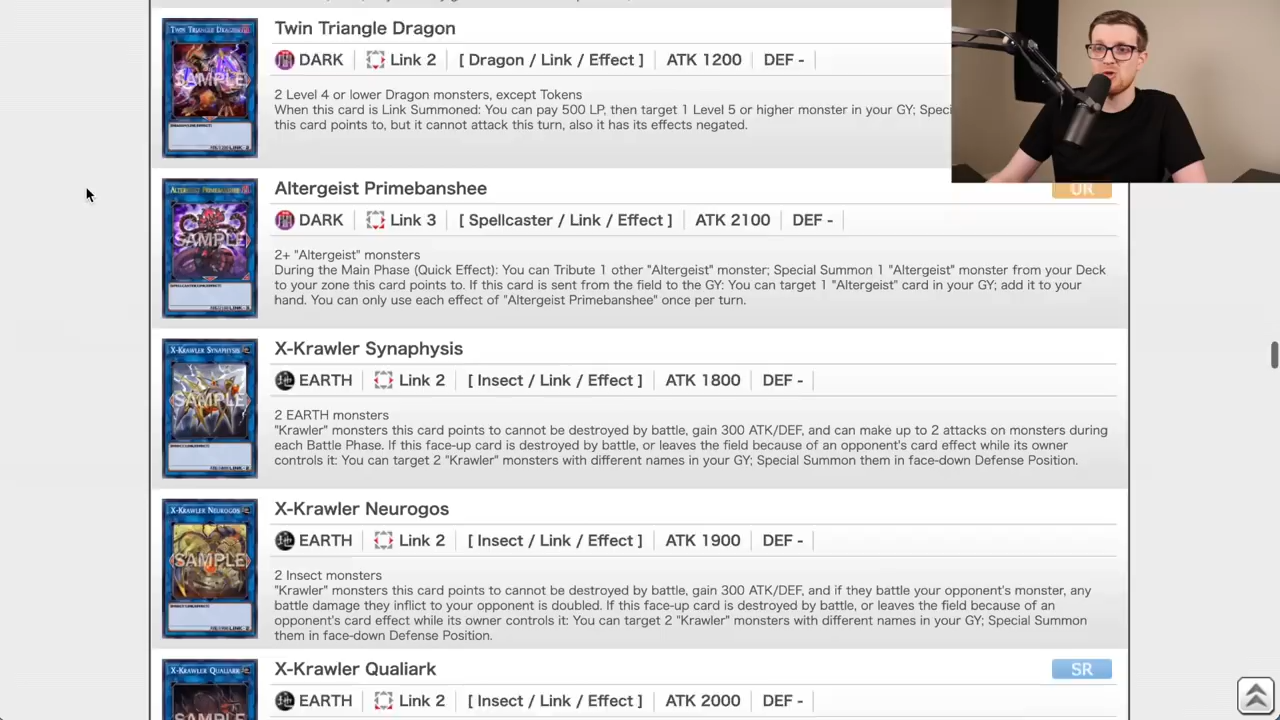 Twin Triangle Dragon
DARK Link 2 [ Dragon / Link / Effect ] ATK 1200 DEF -
2 Level 4 or lower Dragon monsters, except Tokens
When this card is Link Summoned: You can pay 500 LP, then target 1 Level 5 or higher monster in your GY; Speci
this card points to, but it cannot attack this turn, also it has its effects negated.
TWIN TRIANGLE DRAGON
SAMPLE
Altergeist Primebanshee
UR
DARK Link 3 [ Spellcaster / Link / Effect ] ATK 2100 DEF -
2+ "Altergeist" monsters
During the Main Phase (Quick Effect): You can Tribute 1 other "Altergeist" monster; Special Summon 1 "Altergeist" monster from your Deck
to your zone this card points to. If this card is sent from the field to the GY: You can target 1 "Altergeist" card in your GY; add it to your
hand. You can only use each effect of "Altergeist Primebanshee" once per turn.
ALTERGEIST PRIMEBANSHEE
SAMPLE
X-Krawler Synaphysis
EARTH Link 2 [ Insect / Link / Effect ] ATK 1800 DEF -
2 EARTH monsters
"Krawler" monsters this card points to cannot be destroyed by battle, gain 300 ATK/DEF, and can make up to 2 attacks on monsters during
each Battle Phase. If this face-up card is destroyed by battle, or leaves the field because of an opponent's card effect while its owner
controls it: You can target 2 "Krawler" monsters with different names in your GY; Special Summon them in face-down Defense Position.
X-KRAWLER SYNAPHYSIS
SAMPLE
X-Krawler Neurogos
EARTH Link 2 [ Insect / Link / Effect ] ATK 1900 DEF -
2 Insect monsters
"Krawler" monsters this card points to cannot be destroyed by battle, gain 300 ATK/DEF, and if they battle your opponent's monster, any
battle damage they inflict to your opponent is doubled. If this face-up card is destroyed by battle, or leaves the field because of an
opponent's card effect while its owner controls it: You can target 2 "Krawler" monsters with different names in your GY; Special Summon
them in face-down Defense Position.
X-KRAWLER NEUROGOS
SAMPLE
X-Krawler Qualiark
SR
EARTH Link 2 [ Insect / Link / Effect ] ATK 2000 DEF -
X-KRAWLER QUALIARK
SAMPLE